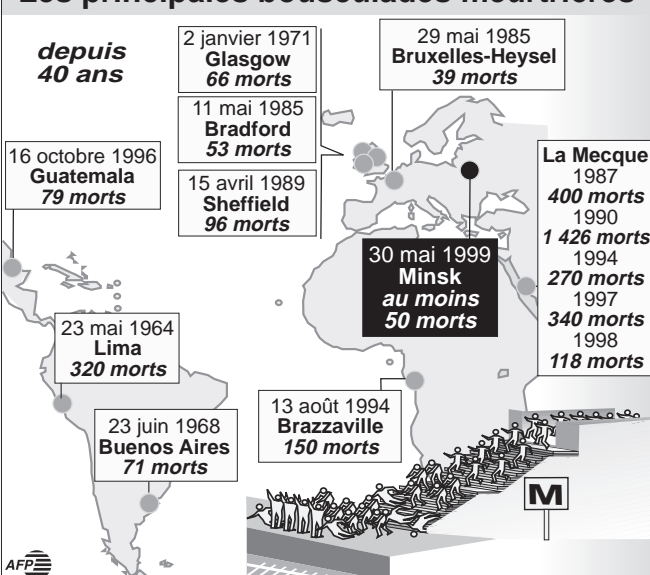 Les principales bousculades meurtrières
depuis
40 ans
2 janvier 1971
Glasgow
66 morts
11 mai 1985
Bradford
53 morts
15 avril 1989
Sheffield
96 morts
29 mai 1985
Bruxelles-Heysel
39 morts
16 octobre 1996
Guatemala
79 morts
La Mecque
1987
400 morts
1990
1 426 morts
1994
270 morts
1997
340 morts
1998
118 morts
30 mai 1999
Minsk
au moins
50 morts
23 mai 1964
Lima
320 morts
23 juin 1968
Buenos Aires
71 morts
13 août 1994
Brazzaville
150 morts
M
AFP